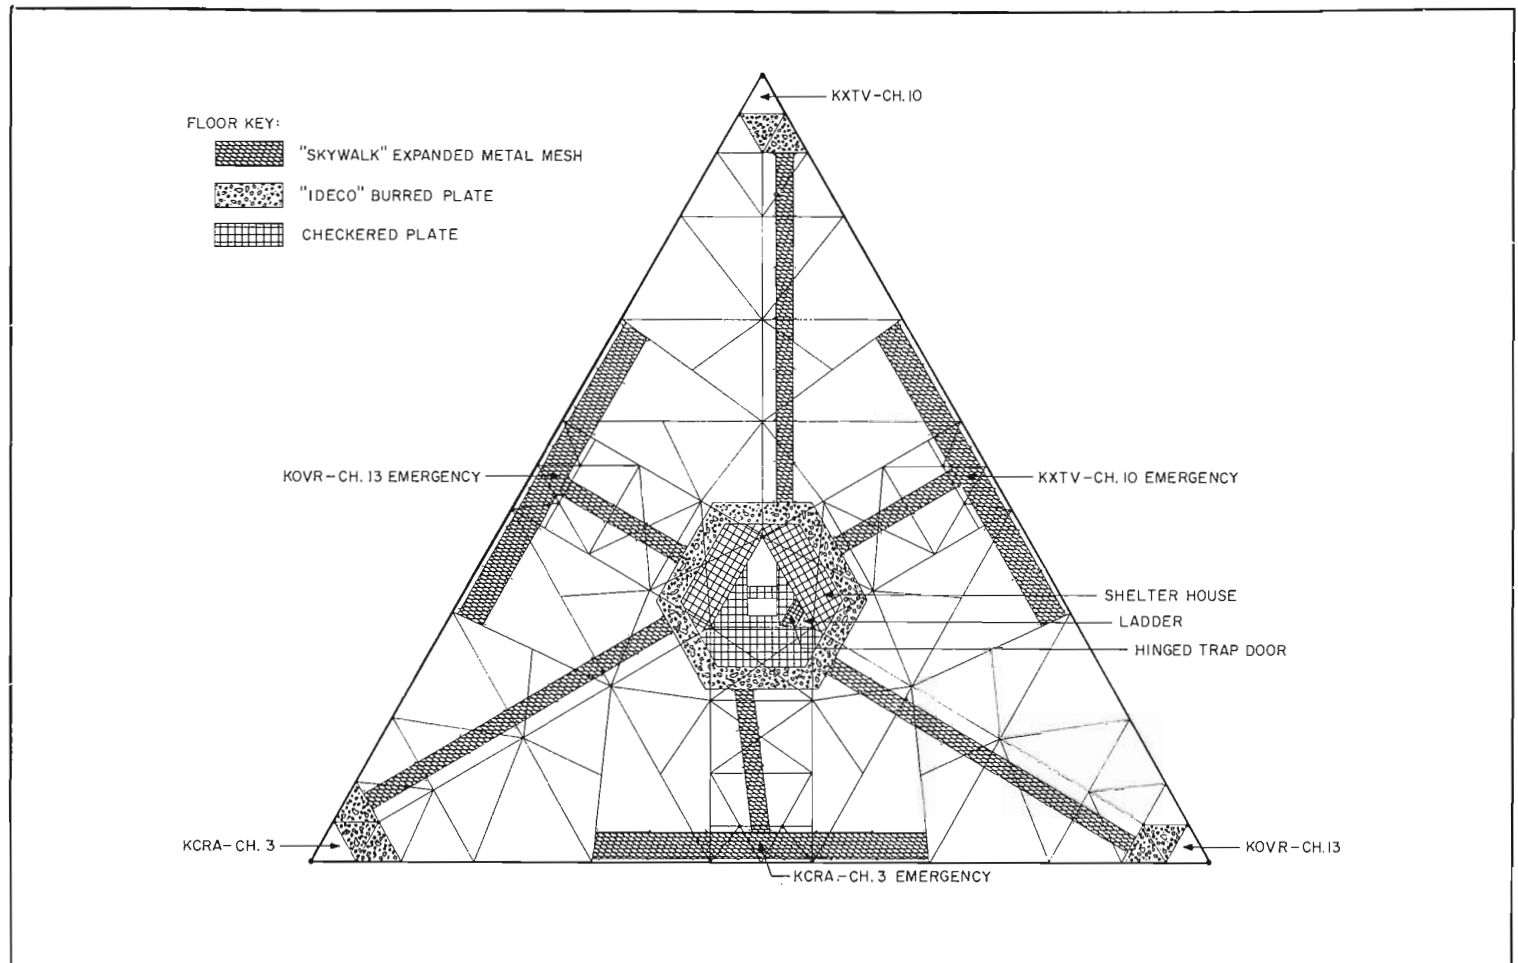 KXTV-CH. 10
FLOOR KEY:
"SKYWALK" EXPANDED METAL MESH
"IDECO" BURRED PLATE
CHECKERED PLATE
KOVR-CH. 13 EMERGENCY
KXTV-CH. 10 EMERGENCY
SHELTER HOUSE
LADDER
HINGED TRAP DOOR
KCRA-CH. 3
KOVR-CH. 13
KCRA-CH. 3 EMERGENCY